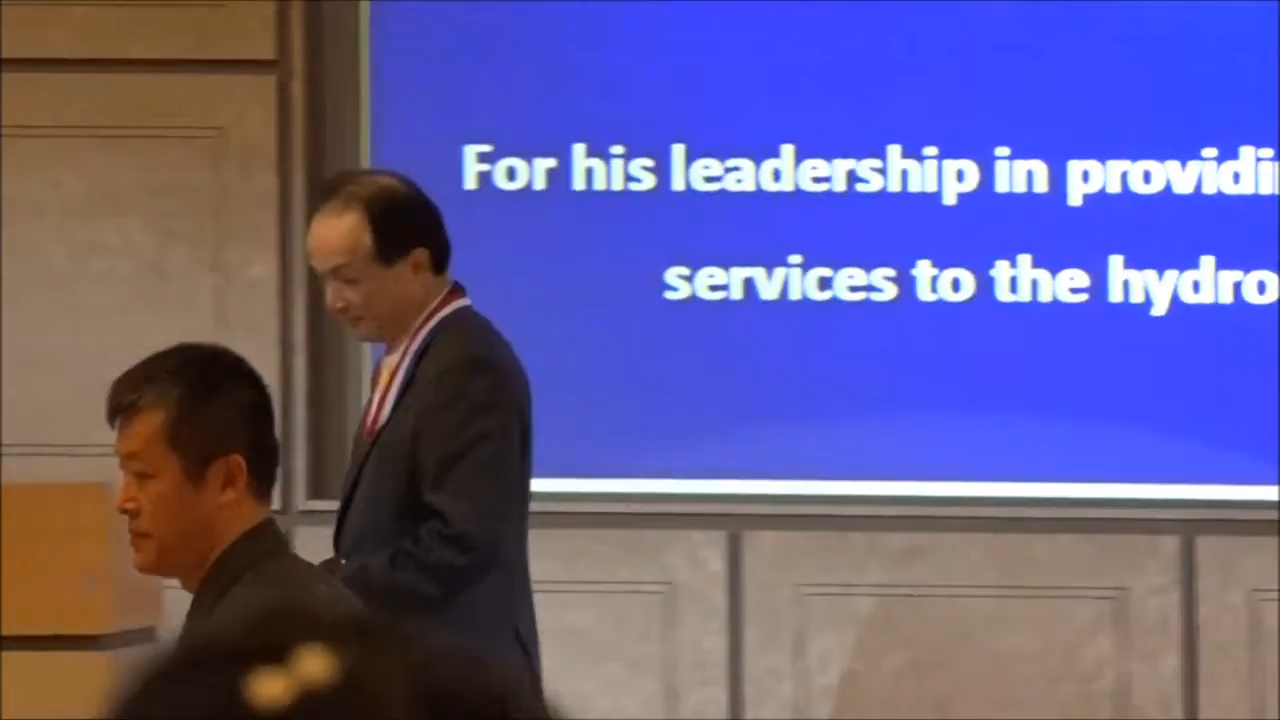 For his leadership in providi
services to the hydro